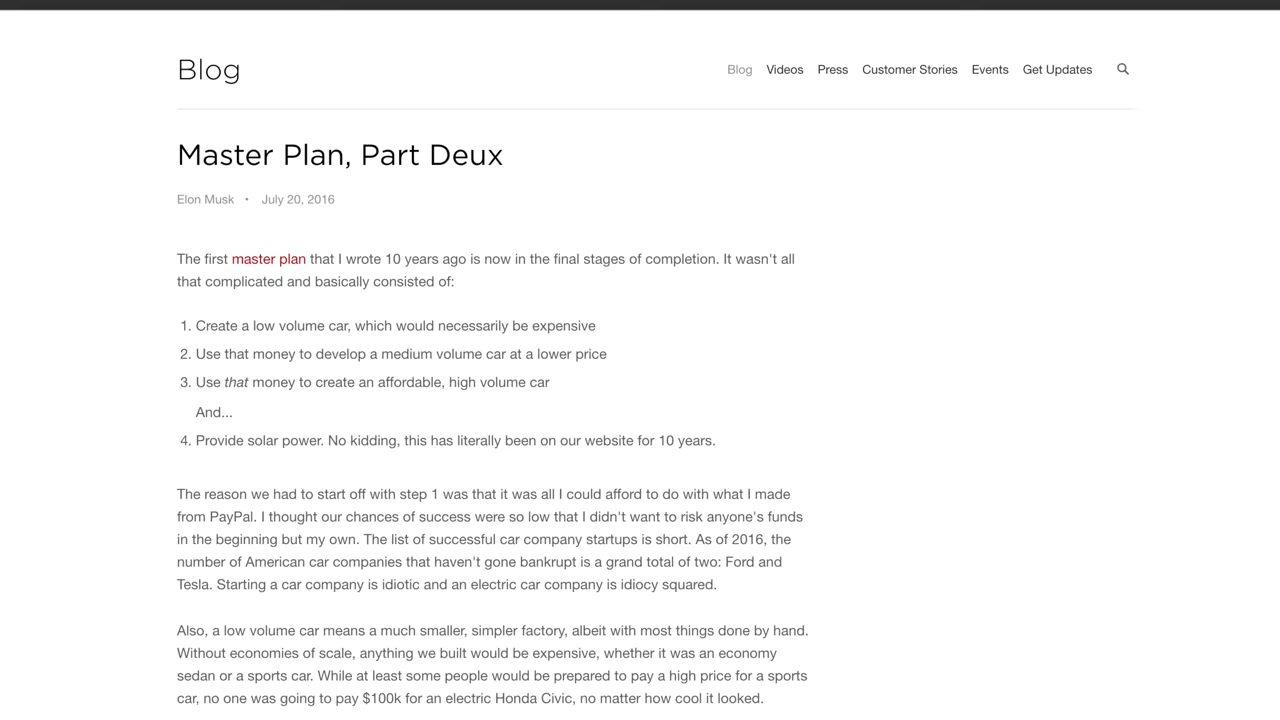 Blog
Blog Videos Press Customer Stories Events Get Updates
Master Plan, Part Deux
Elon Musk • July 20, 2016
The first master plan that I wrote 10 years ago is now in the final stages of completion. It wasn't all
that complicated and basically consisted of:
1. Create a low volume car, which would necessarily be expensive
2. Use that money to develop a medium volume car at a lower price
3. Use that money to create an affordable, high volume car
And...
4. Provide solar power. No kidding, this has literally been on our website for 10 years.
The reason we had to start off with step 1 was that it was all I could afford to do with what I made
from PayPal. I thought our chances of success were so low that I didn't want to risk anyone's funds
in the beginning but my own. The list of successful car company startups is short. As of 2016, the
number of American car companies that haven't gone bankrupt is a grand total of two: Ford and
Tesla. Starting a car company is idiotic and an electric car company is idiocy squared.
Also, a low volume car means a much smaller, simpler factory, albeit with most things done by hand.
Without economies of scale, anything we built would be expensive, whether it was an economy
sedan or a sports car. While at least some people would be prepared to pay a high price for a sports
car, no one was going to pay $100k for an electric Honda Civic, no matter how cool it looked.